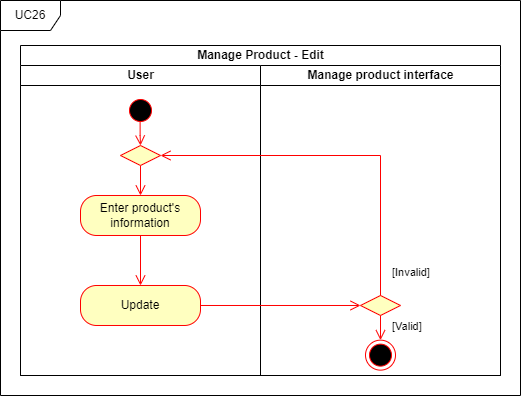 UC26
Manage Product - Edit
User
Manage product interface
Enter product's
information
[Invalid]
Update
[Valid]